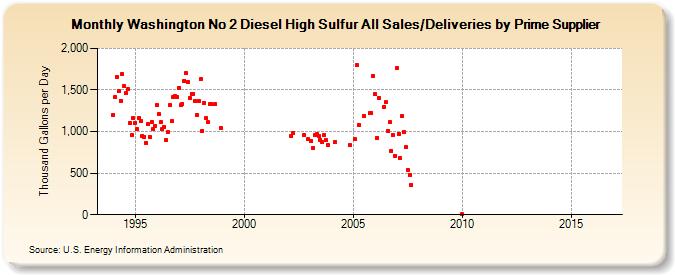 Monthly Washington No 2 Diesel High Sulfur All Sales/Deliveries by Prime Supplier
Thousand Gallons per Day
2,000
1,500
1,000
500
0
1995 2000 2005 2010 2015
Source: U.S. Energy Information Administration